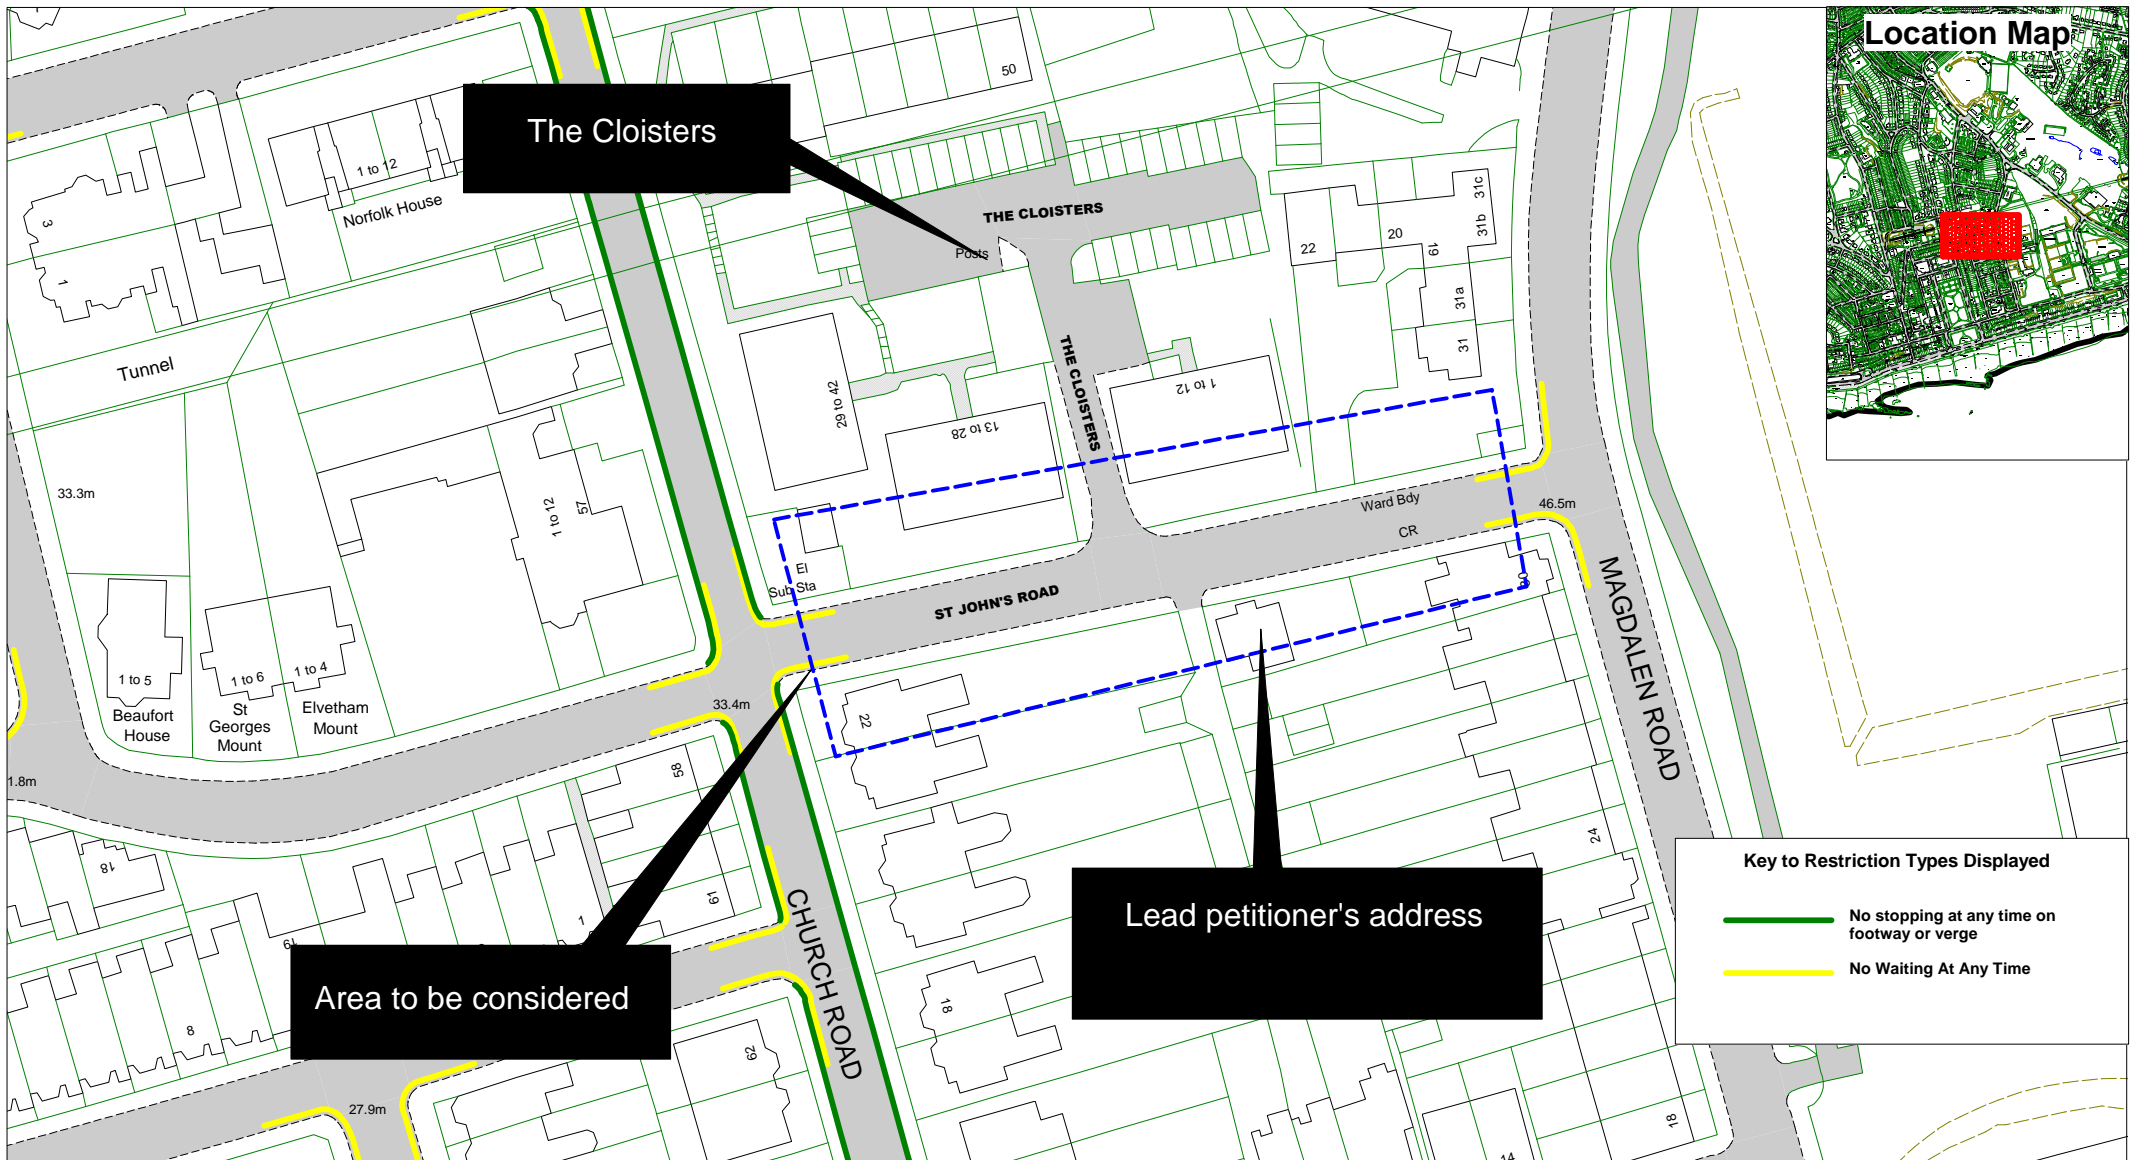 Location Map
50
The Cloisters
1 to 12
Norfolk House
3
1
THE CLOISTERS
Posts
22
20
19
31c
31b
31a
31
Tunnel
THE CLOISTERS
29 to 42
13 to 28
1 to 12
33.3m
1 to 12
57
Ward Bdy
CR
46.5m
El
Sub Sta
ST JOHN'S ROAD
MAGDALEN ROAD
1 to 5
Beaufort
House
1 to 6
St
Georges
Mount
1 to 4
Elvetham
Mount
33.4m
22
1.8m
58
61
18
1
19
8
Area to be considered
CHURCH ROAD
Lead petitioner's address
24
18
62
27.9m
18
14
Key to Restriction Types Displayed
No stopping at any time on
footway or verge
No Waiting At Any Time